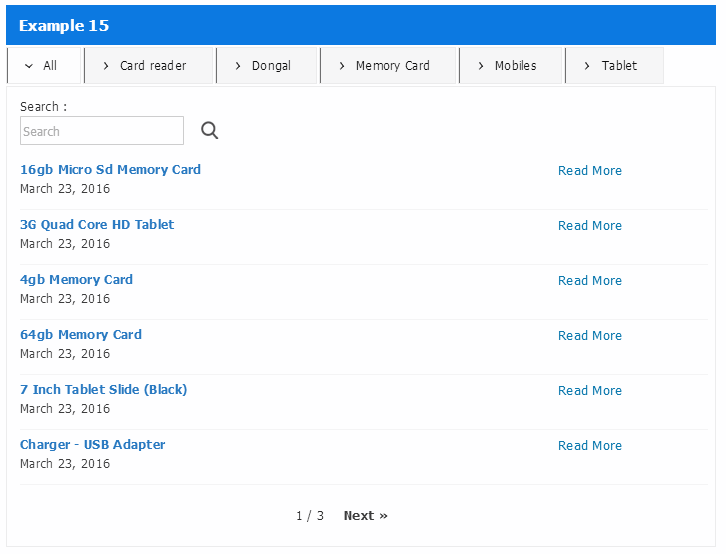 Example 15
All Card reader Dongal Memory Card Mobiles Tablet
Search :
Search
16gb Micro Sd Memory Card Read More
March 23, 2016
3G Quad Core HD Tablet Read More
March 23, 2016
4gb Memory Card Read More
March 23, 2016
64gb Memory Card Read More
March 23, 2016
7 Inch Tablet Slide (Black) Read More
March 23, 2016
Charger - USB Adapter Read More
March 23, 2016
1 / 3 Next »